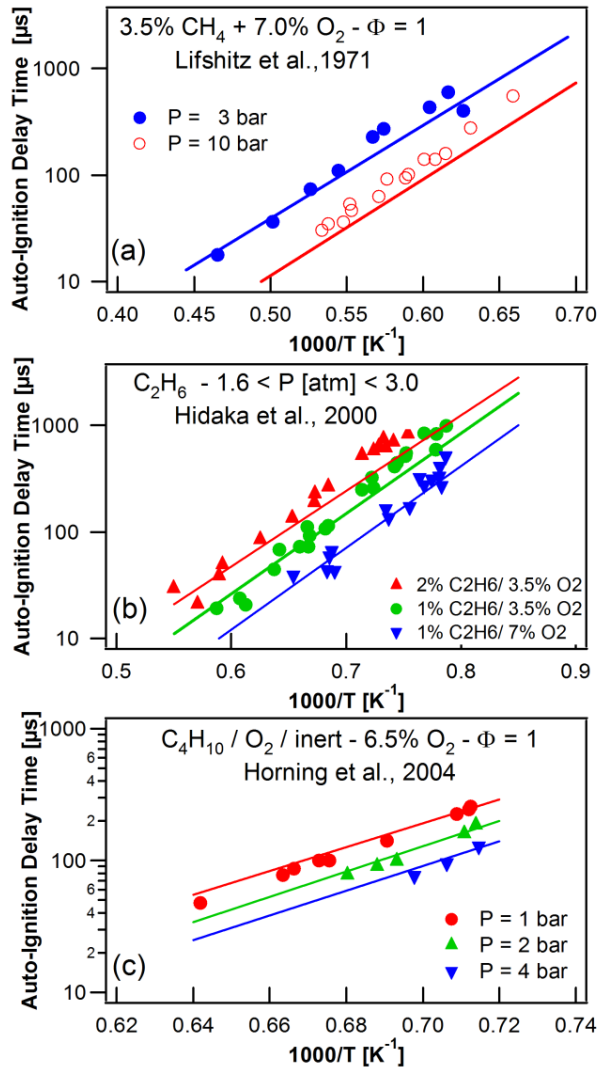 3.5% CH4 + 7.0% O2 - Φ = 1
Lifshitz et al.,1971
P = 3 bar
P = 10 bar
(a)
Auto-Ignition Delay Time [µs]
1000
100
10
0.40 0.45 0.50 0.55 0.60 0.65 0.70
1000/T [K-1]
C2H6 - 1.6 < P [atm] < 3.0
Hidaka et al., 2000
2% C2H6/ 3.5% O2
1% C2H6/ 3.5% O2
1% C2H6/ 7% O2
(b)
Auto-Ignition Delay Time [µs]
1000
100
10
0.5 0.6 0.7 0.8 0.9
1000/T [K-1]
C4H10 / O2 / inert - 6.5% O2 - Φ = 1
Horning et al., 2004
P = 1 bar
P = 2 bar
P = 4 bar
(c)
Auto-Ignition Delay Time [µs]
1000
6
4
2
100
8
6
4
2
10
0.62 0.64 0.66 0.68 0.70 0.72 0.74
1000/T [K-1]